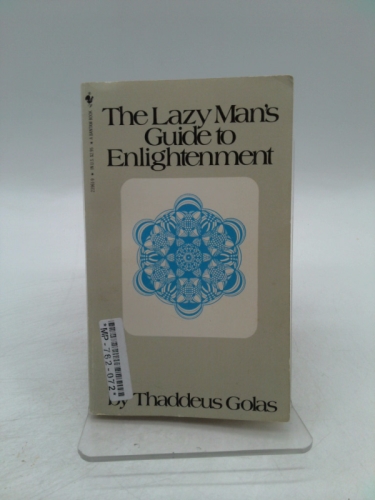 The Lazy Man's
Guide to
Enlightenment
by Thaddeus Golas